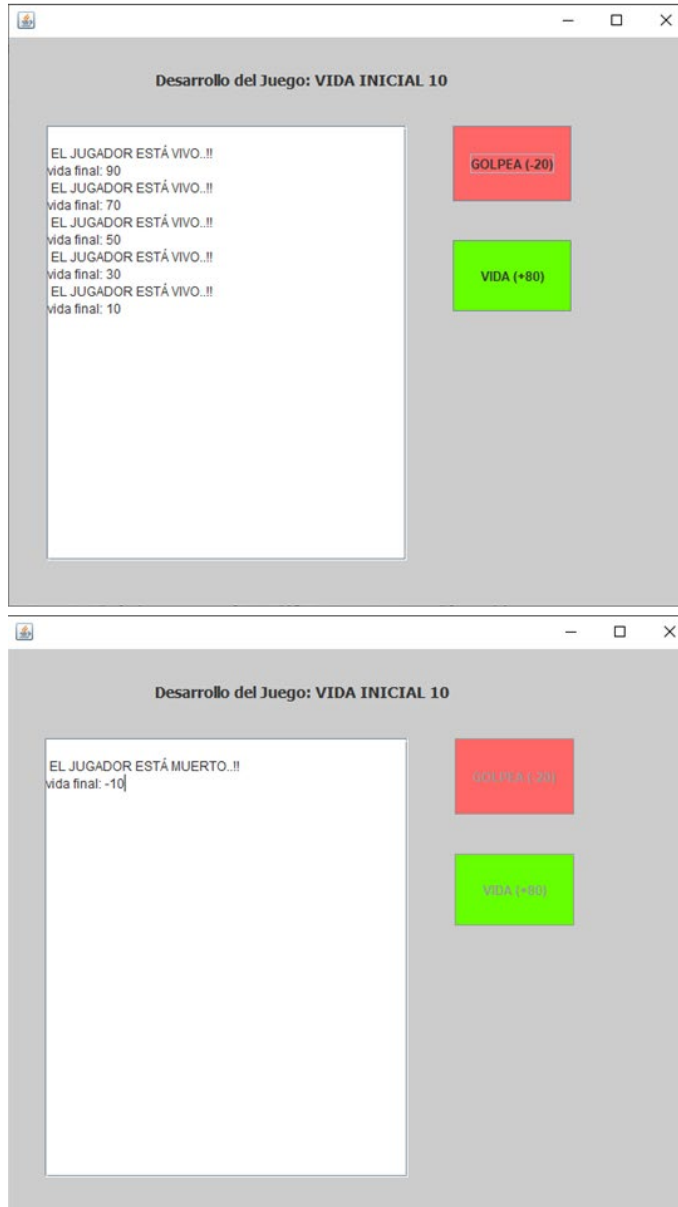 Desarrollo del Juego: VIDA INICIAL 10
EL JUGADOR ESTÁ VIVO..!!
vida final: 90
EL JUGADOR ESTÁ VIVO..!!
vida final: 70
EL JUGADOR ESTÁ VIVO..!!
vida final: 50
EL JUGADOR ESTÁ VIVO..!!
vida final: 30
EL JUGADOR ESTÁ VIVO..!!
vida final: 10
GOLPEA (-20)
VIDA (+80)
Desarrollo del Juego: VIDA INICIAL 10
EL JUGADOR ESTÁ MUERTO..!!
vida final: -10
GOLPEA (-20)
VIDA (+80)